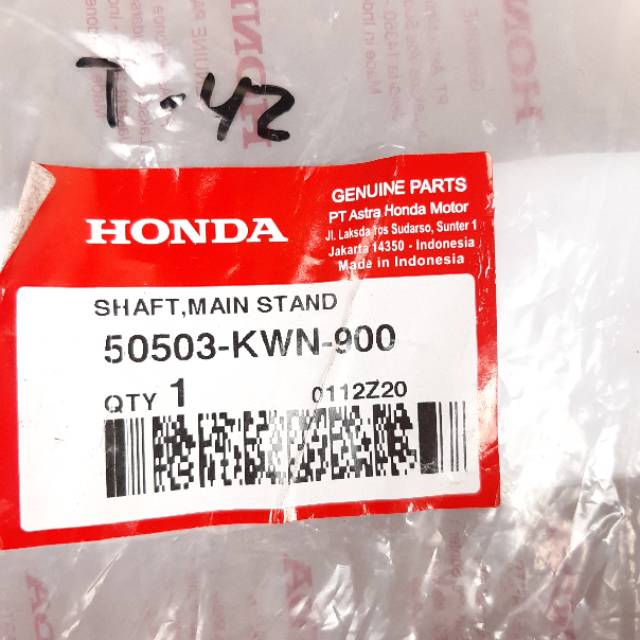 T-42
HONDA
GENUINE PARTS
PT Astra Honda Motor
Jl. Laksda Yos Sudarso, Sunter 1
Jakarta 14350 - Indonesia
Made in Indonesia
SHAFT,MAIN STAND
50503-KWN-900
QTY 1
0112Z20